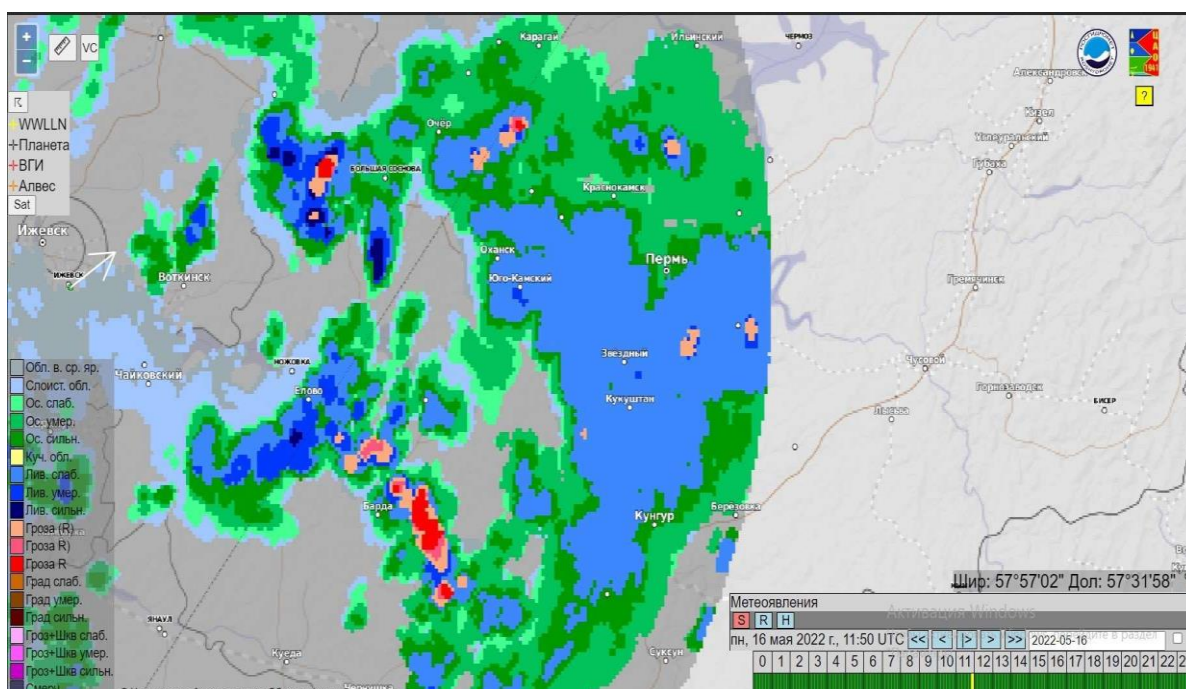 +
−
VC
WWLLN
Планета
ВГИ
Алвес
Sat
Карагай
Ильинский
ЧЕРМОЗ
ЦАО
1941
?
Александровск
Кизел
Углеуральский
Губаха
Очёр
БОЛЬШАЯ СОСНОВА
Краснокамск
Ижевск
ИЖЕВСК
Воткинск
Оханск
Юго-Камский
Пермь
Гремячинск
Чайковский
НОЖОВКА
Елово
Звездный
Кукуштан
Чусовой
Горнозаводск
Лысьва
БИСЕР
Барда
Кунгур
Берёзовка
ЯНАУЛ
Куеда
Чернушка
Суксун
Обл. в. ср. яр.
Слоист. обл.
Ос. слаб.
Ос. умер.
Ос. сильн.
Куч. обл.
Лив. слаб.
Лив. умер.
Лив. сильн.
Гроза (R)
Гроза R)
Гроза R
Град слаб.
Град умер.
Град сильн.
Гроз+Шкв слаб.
Гроз+Шкв умер.
Гроз+Шкв сильн.
Смерч
Шир: 57°57'02" Дол: 57°31'58"
Метеоявления
Активация Windows
S R H
пн, 16 мая 2022 г., 11:50 UTC << < |> > >> 2022-05-16
0 1 2 3 4 5 6 7 8 9 10 11 12 13 14 15 16 17 18 19 20 21 22